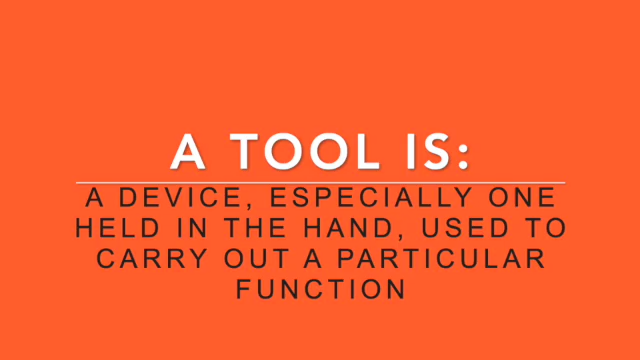 A TOOL IS:
A DEVICE, ESPECIALLY ONE
HELD IN THE HAND, USED TO
CARRY OUT A PARTICULAR
FUNCTION